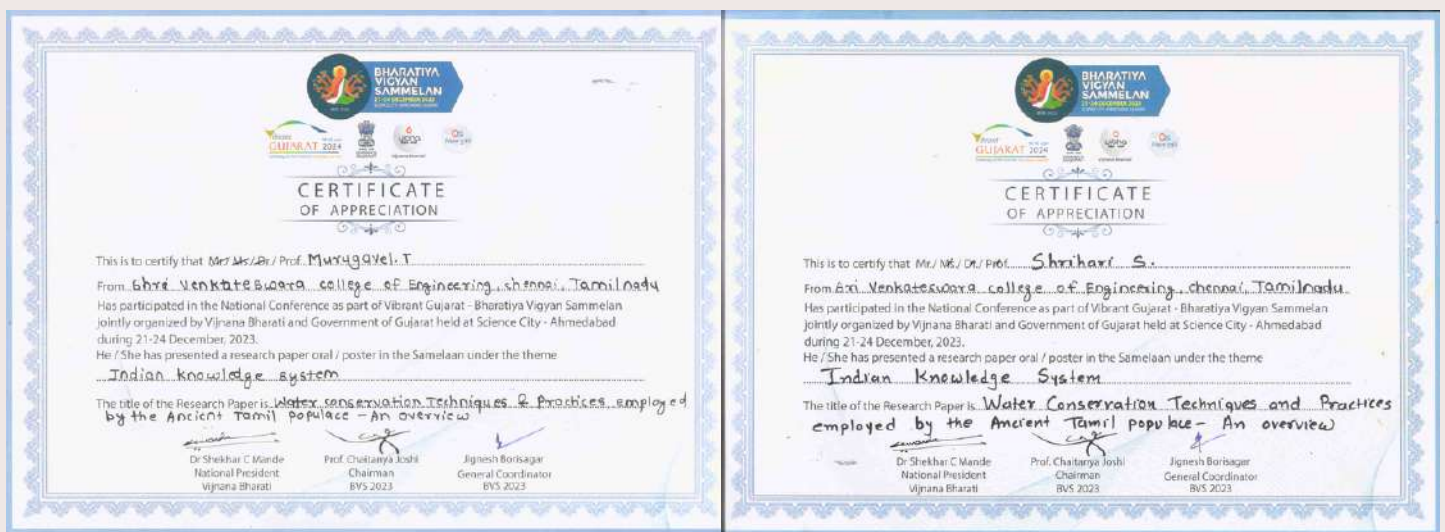 BHARATIYA
VIGYAN
SAMMELAN
21-24 DECEMBER 2023
GUJARAT 2024
CERTIFICATE
OF APPRECIATION
This is to certify that Mr./ Ms./ Dr./ Prof. Murugavel. T
From Shri Venkateswara college of Engineering, chennai, Tamilnadu
Has participated in the National Conference as part of Vibrant Gujarat - Bharatiya Vigyan Sammelan
jointly organized by Vijnana Bharati and Government of Gujarat held at Science City - Ahmedabad
during 21-24 December, 2023.
He / She has presented a research paper oral / poster in the Samelaan under the theme
Indian knowledge system
The title of the Research Paper is Water conservation Techniques & Practices employed
by the Ancient Tamil populace - An overview
Dr Shekhar C Mande
National President
Vijnana Bharati
Prof. Chaitanya Joshi
Chairman
BVS 2023
Jignesh Borisagar
General Coordinator
BVS 2023
BHARATIYA
VIGYAN
SAMMELAN
21-24 DECEMBER 2023
GUJARAT 2024
CERTIFICATE
OF APPRECIATION
This is to certify that Mr./ Ms./ Dr./ Prof. Shrihari S.
From Sri Venkateswara college of Engineering, chennai, Tamilnadu
Has participated in the National Conference as part of Vibrant Gujarat - Bharatiya Vigyan Sammelan
jointly organized by Vijnana Bharati and Government of Gujarat held at Science City - Ahmedabad
during 21-24 December, 2023.
He / She has presented a research paper oral / poster in the Samelaan under the theme
Indian Knowledge System
The title of the Research Paper is Water Conservation Techniques and Practices
employed by the Ancient Tamil populace - An overview
Dr Shekhar C Mande
National President
Vijnana Bharati
Prof. Chaitanya Joshi
Chairman
BVS 2023
Jignesh Borisagar
General Coordinator
BVS 2023